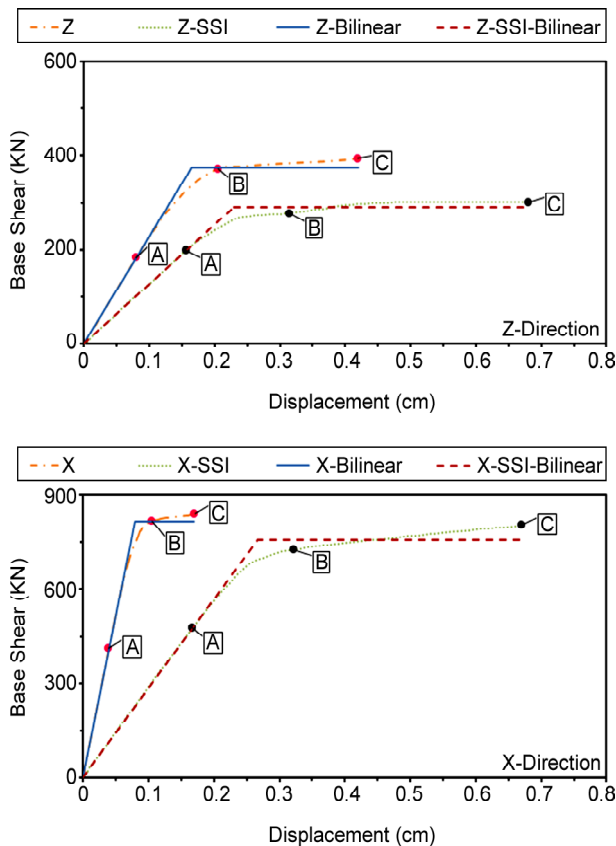 Z Z-SSI Z-Bilinear Z-SSI-Bilinear
600
400
200
0
Base Shear (KN)
A
B
C
A
B
C
Z-Direction
0 0.1 0.2 0.3 0.4 0.5 0.6 0.7 0.8
Displacement (cm)
X X-SSI X-Bilinear X-SSI-Bilinear
900
600
300
0
Base Shear (KN)
A
B
C
A
B
C
X-Direction
0 0.1 0.2 0.3 0.4 0.5 0.6 0.7 0.8
Displacement (cm)